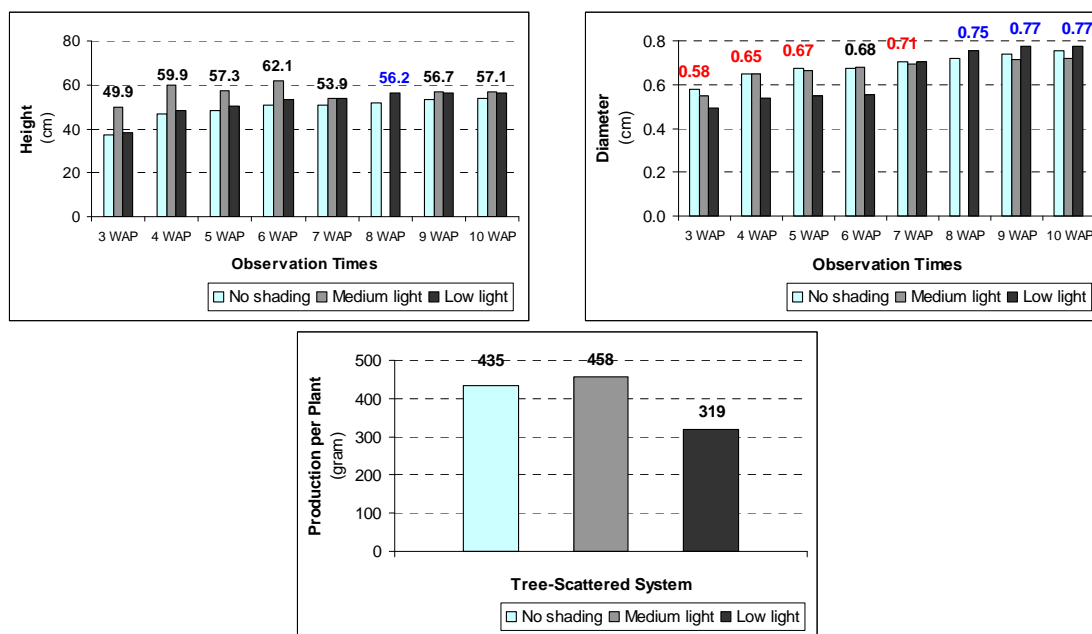 80
60
40
20
0
Height
(cm)
49.9
59.9
57.3
62.1
53.9
56.2
56.7
57.1
3 WAP 4 WAP 5 WAP 6 WAP 7 WAP 8 WAP 9 WAP 10 WAP
Observation Times
No shading Medium light Low light
0.8
0.6
0.4
0.2
0.0
Diameter
(cm)
0.58
0.65
0.67
0.68
0.71
0.75
0.77
0.77
3 WAP 4 WAP 5 WAP 6 WAP 7 WAP 8 WAP 9 WAP 10 WAP
Observation Times
No shading Medium light Low light
500
400
300
200
100
0
Production per Plant
(gram)
435
458
319
Tree-Scattered System
No shading Medium light Low light